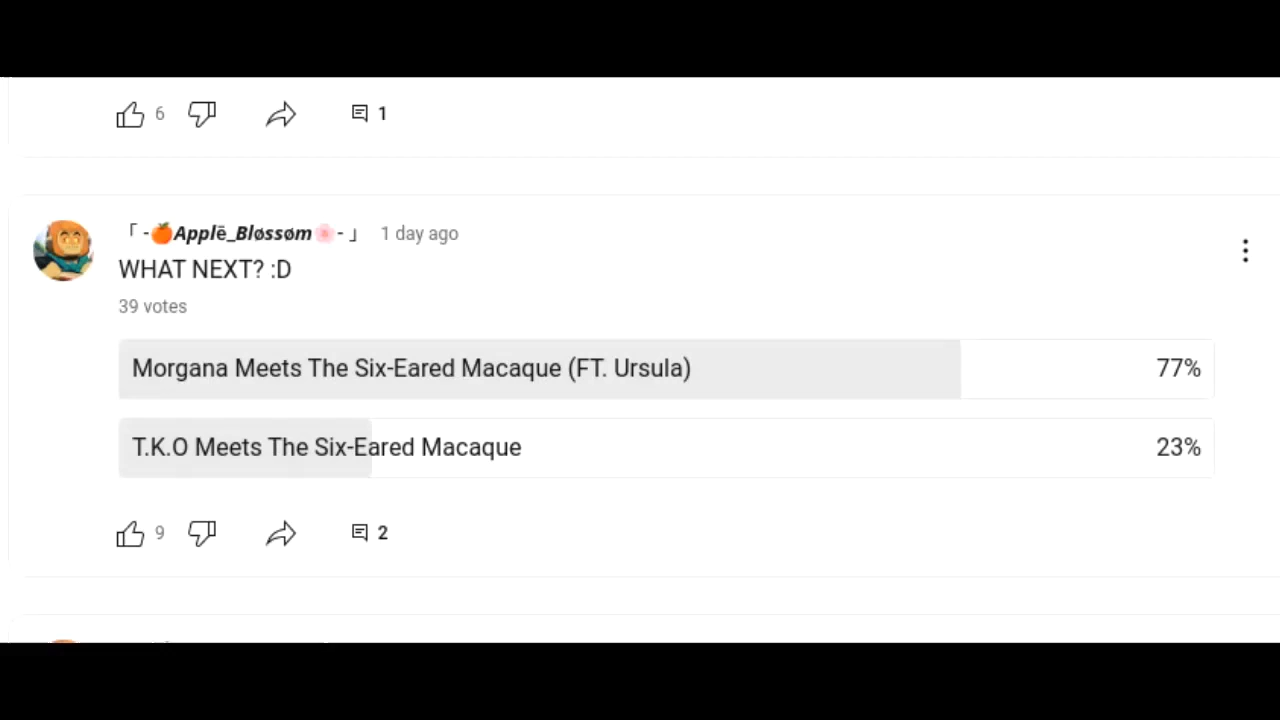 6 1
「 -🍊Applē_Bløssøm🌸- 」 1 day ago
WHAT NEXT? :D
39 votes
Morgana Meets The Six-Eared Macaque (FT. Ursula) 77%
T.K.O Meets The Six-Eared Macaque 23%
9 2